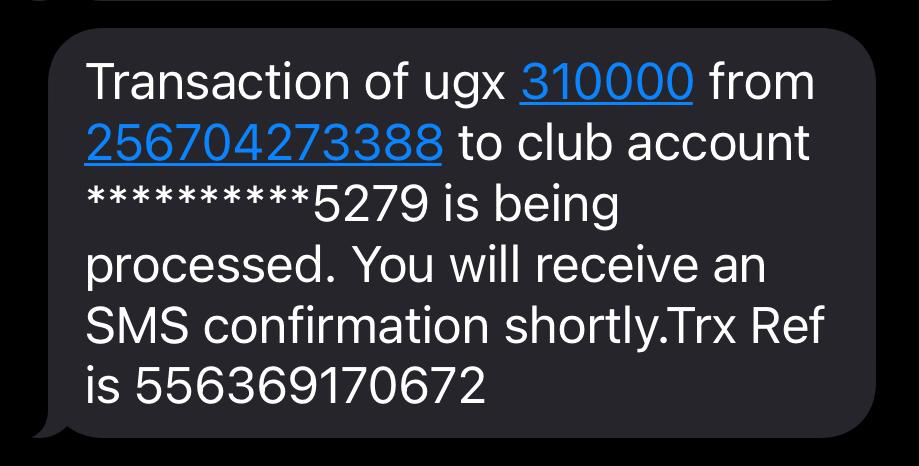 Transaction of ugx 310000 from
256704273388 to club account
**********5279 is being
processed. You will receive an
SMS confirmation shortly.Trx Ref
is 556369170672